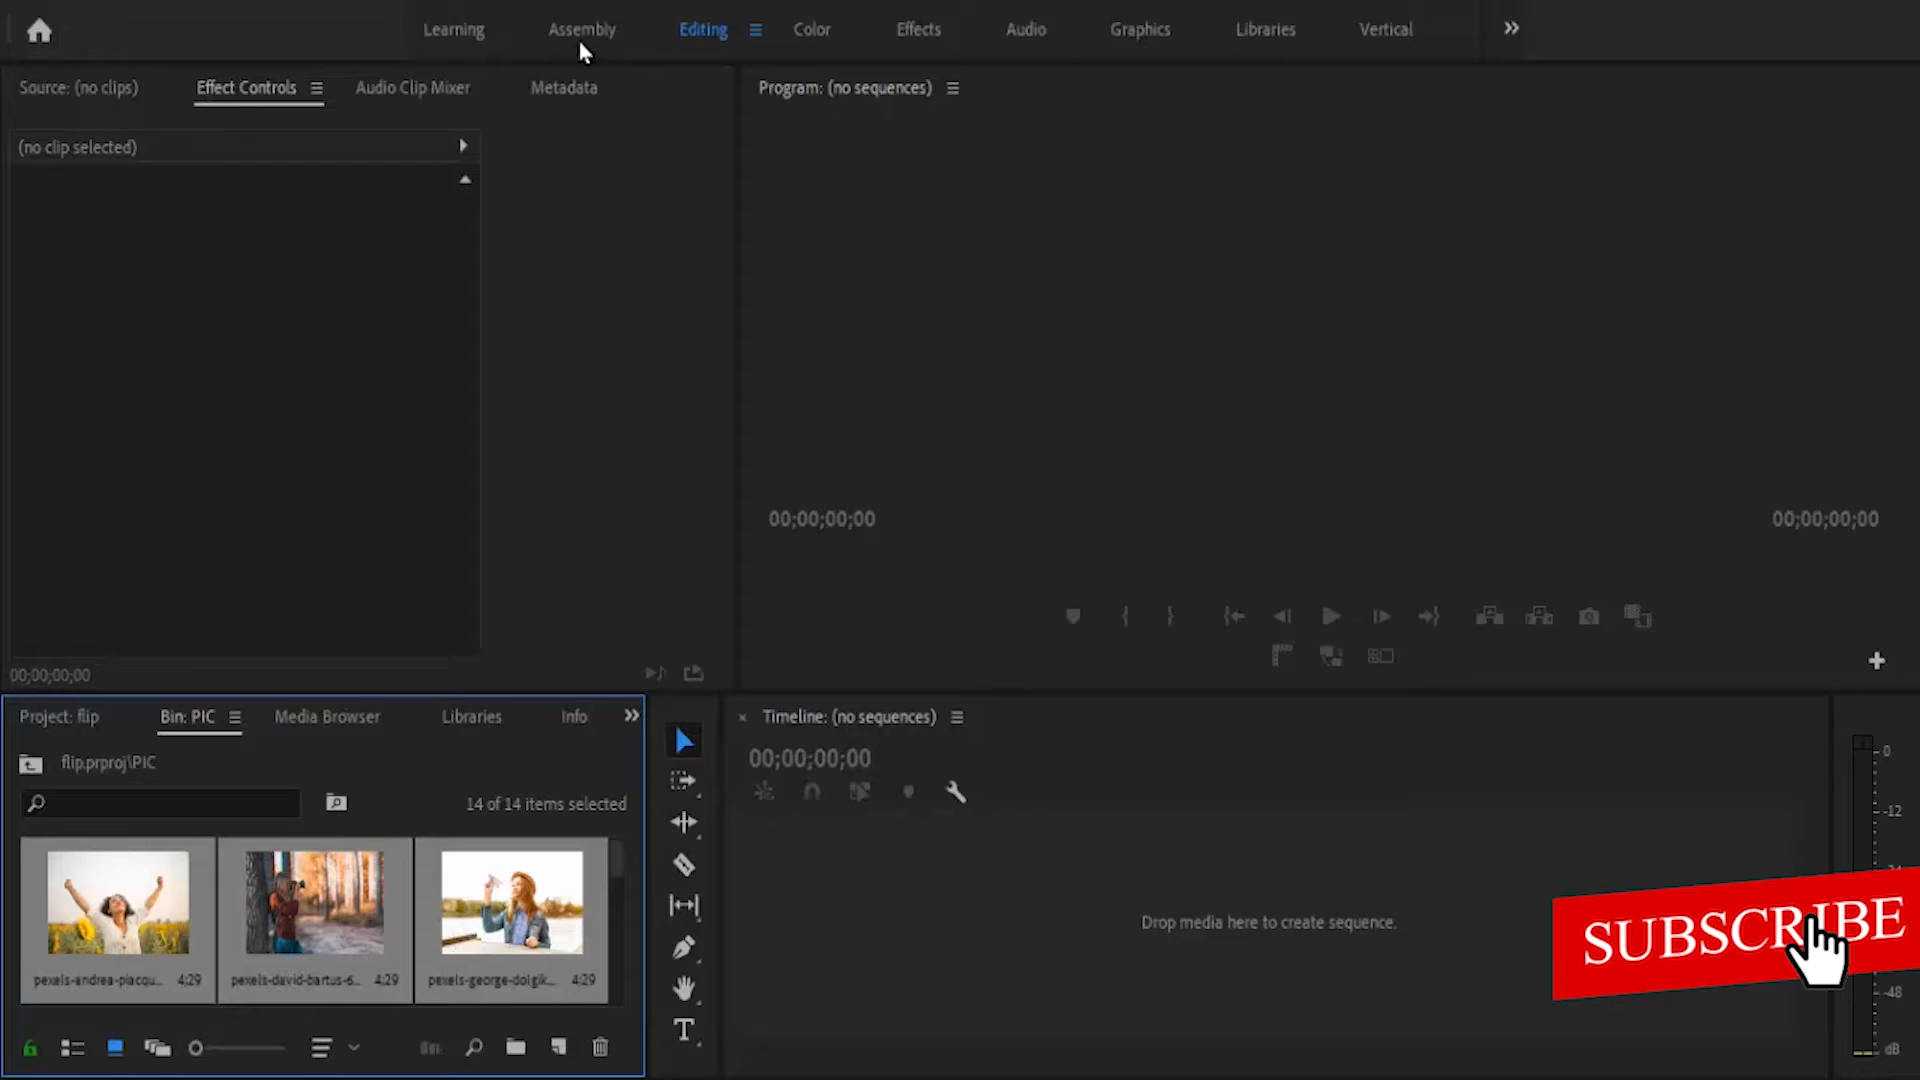 Learning Assembly Editing Color Effects Audio Graphics Libraries Vertical
Source: (no clips) Effect Controls Audio Clip Mixer Metadata
Program: (no sequences)
(no clip selected)
00;00;00;00 00;00;00;00
00;00;00;00
Project: flip Bin: PIC Media Browser Libraries Info
flip.prproj\PIC
14 of 14 items selected
pexels-andrea-piacqu... 4;29 pexels-david-bartus-6... 4;29 pexels-george-dolgik... 4;29
Timeline: (no sequences)
00;00;00;00
Drop media here to create sequence.
0
-12
-48
dB
SUBSCRIBE